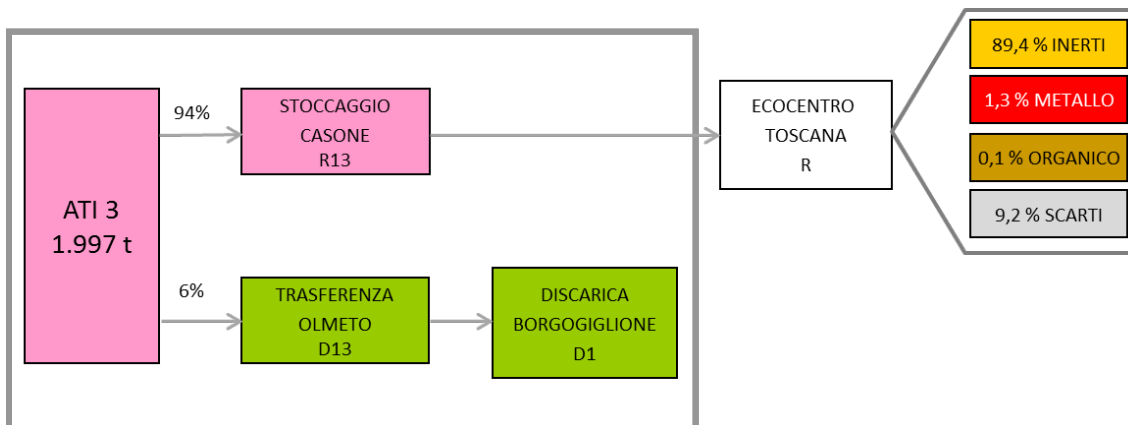 ATI 3
1.997 t
94%
STOCCAGGIO
CASONE
R13
6%
TRASFERENZA
OLMETO
D13
DISCARICA
BORGOGIGLIONE
D1
ECOCENTRO
TOSCANA
R
89,4 % INERTI
1,3 % METALLO
0,1 % ORGANICO
9,2 % SCARTI